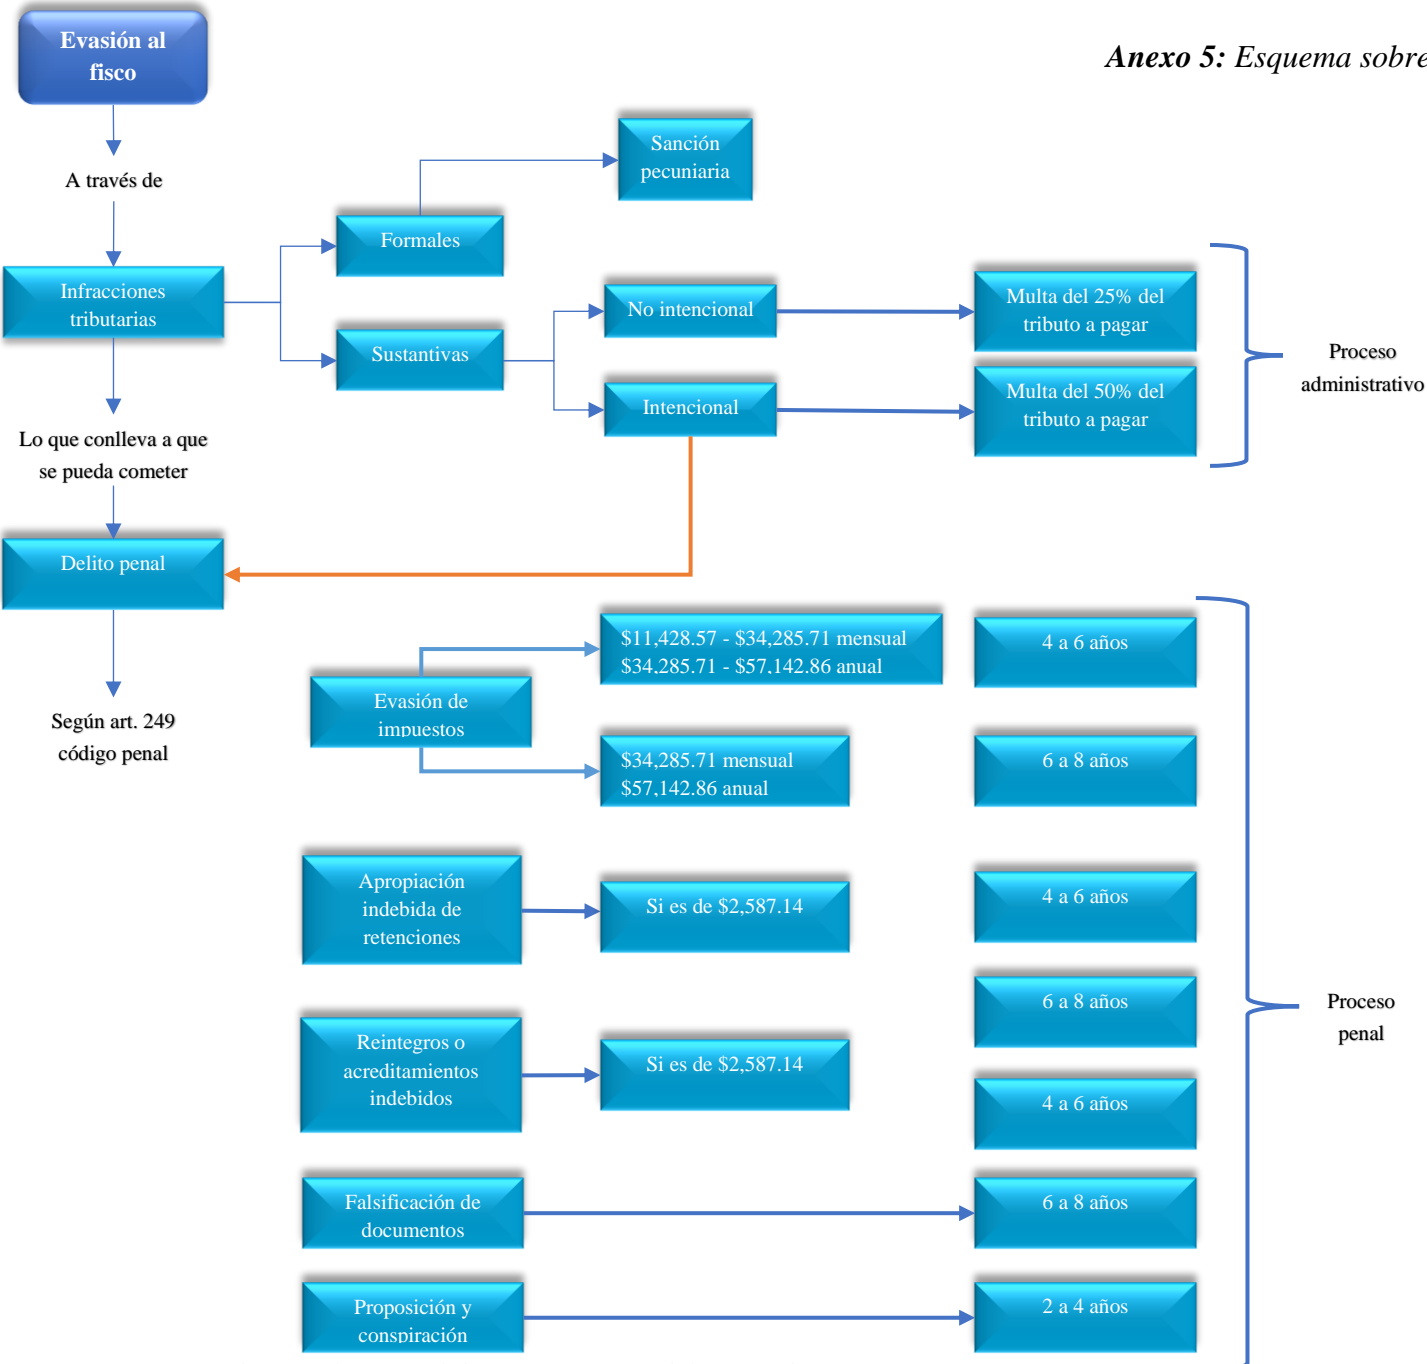 Evasión al
fisco
Anexo 5: Esquema sobre
A través de
Sanción
pecuniaria
Formales
Infracciones
tributarias
No intencional
Multa del 25% del
tributo a pagar
Sustantivas
Intencional
Multa del 50% del
tributo a pagar
Proceso
administrativo
Lo que conlleva a que
se pueda cometer
Delito penal
Según art. 249
código penal
Evasión de
impuestos
$11,428.57 - $34,285.71 mensual
$34,285.71 - $57,142.86 anual
4 a 6 años
$34,285.71 mensual
$57,142.86 anual
6 a 8 años
Apropiación
indebida de
retenciones
Si es de $2,587.14
4 a 6 años
6 a 8 años
Reintegros o
acreditamientos
indebidos
Si es de $2,587.14
4 a 6 años
Proceso
penal
Falsificación de
documentos
6 a 8 años
Proposición y
conspiración
2 a 4 años